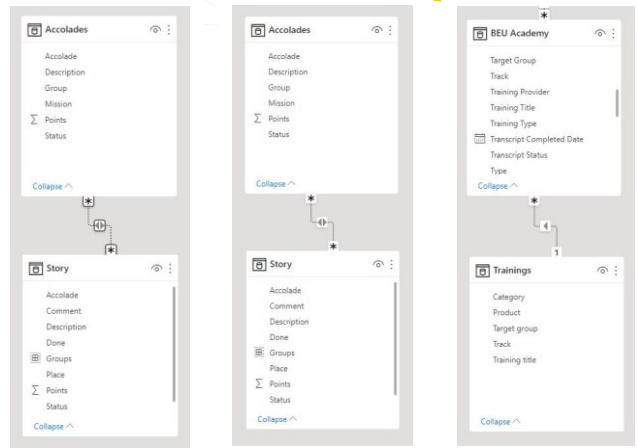 Accolades
Accolade
Description
Group
Mission
Points
Status
Collapse
*
*
Story
Accolade
Comment
Description
Done
Groups
Place
Points
Status
Collapse
Accolades
Accolade
Description
Group
Mission
Points
Status
Collapse
*
*
Story
Accolade
Comment
Description
Done
Groups
Place
Points
Status
Collapse
*
BEU Academy
Target Group
Track
Training Provider
Training Title
Training Type
Transcript Completed Date
Transcript Status
Type
Collapse
*
1
Trainings
Category
Product
Target group
Track
Training title
Collapse